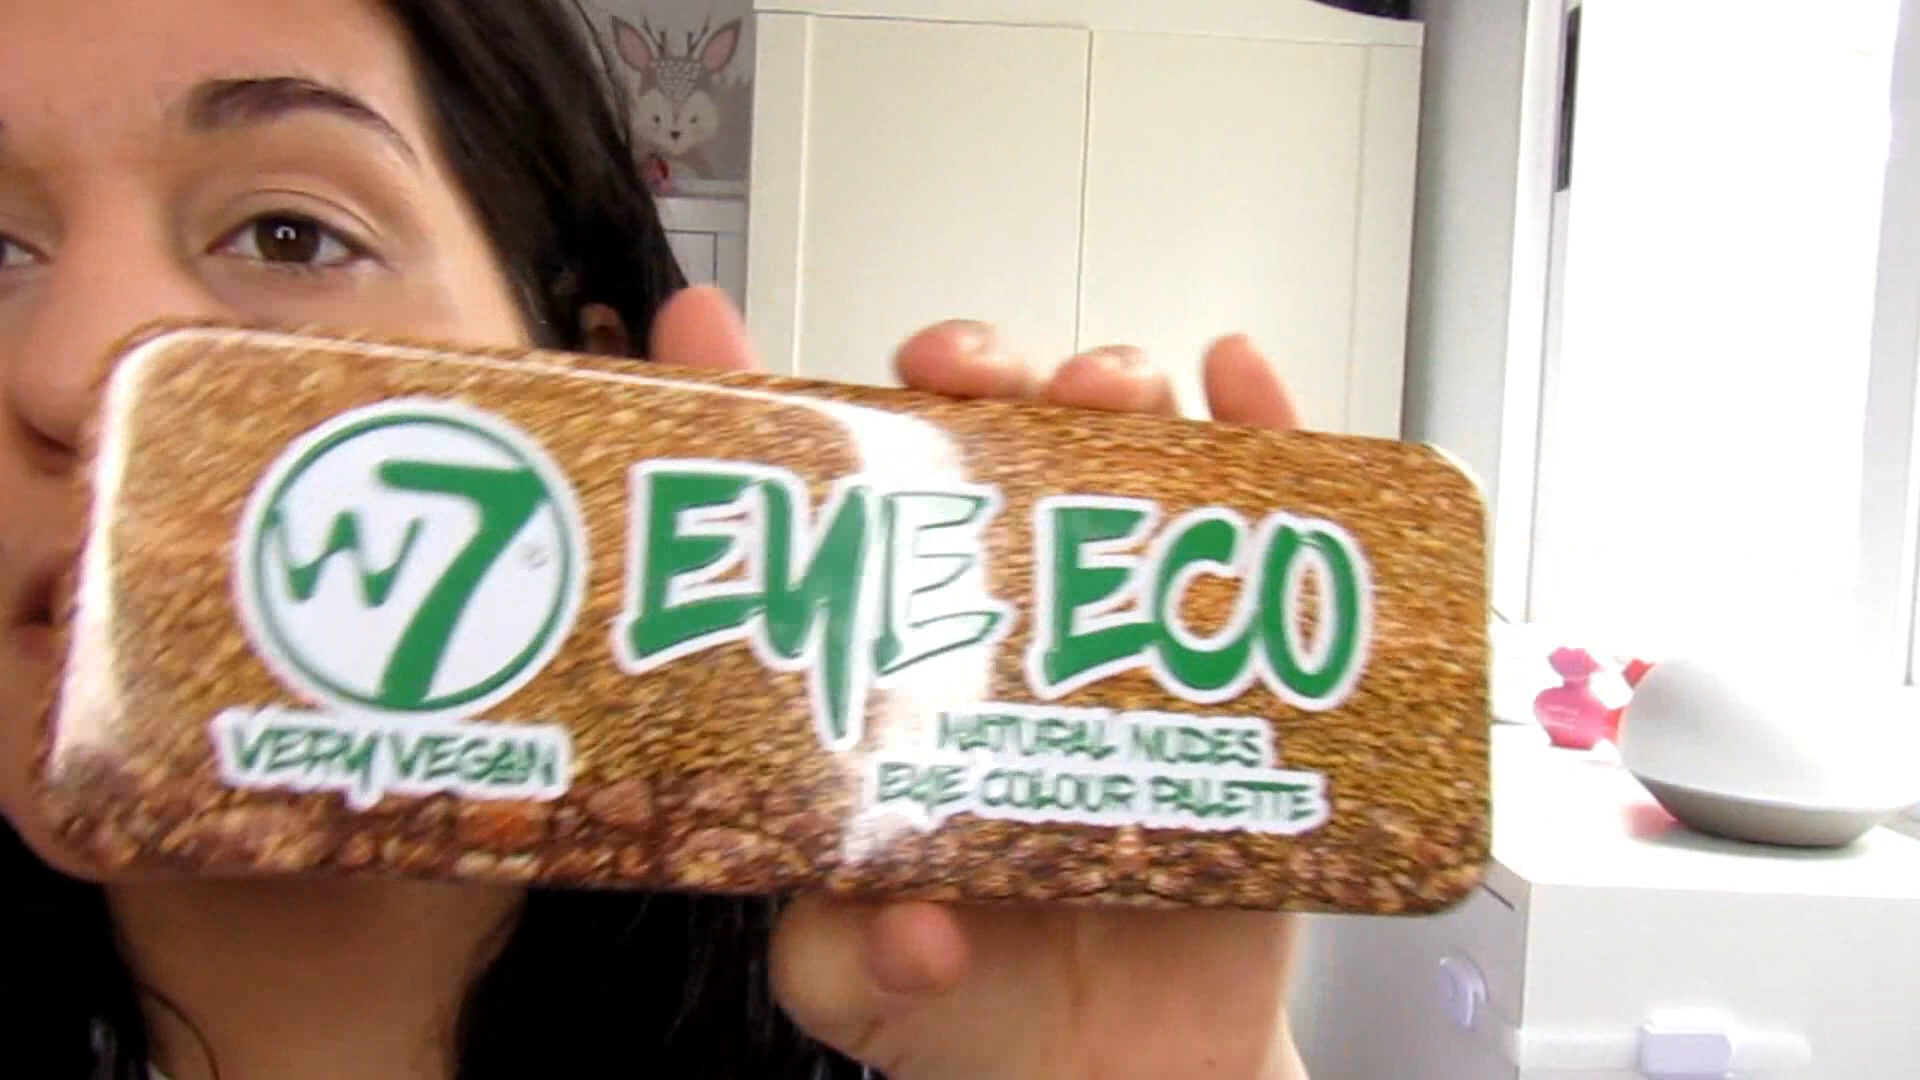 W7 ®
VERY VEGAN
EYE ECO
NATURAL NUDES
EYE COLOUR PALETTE